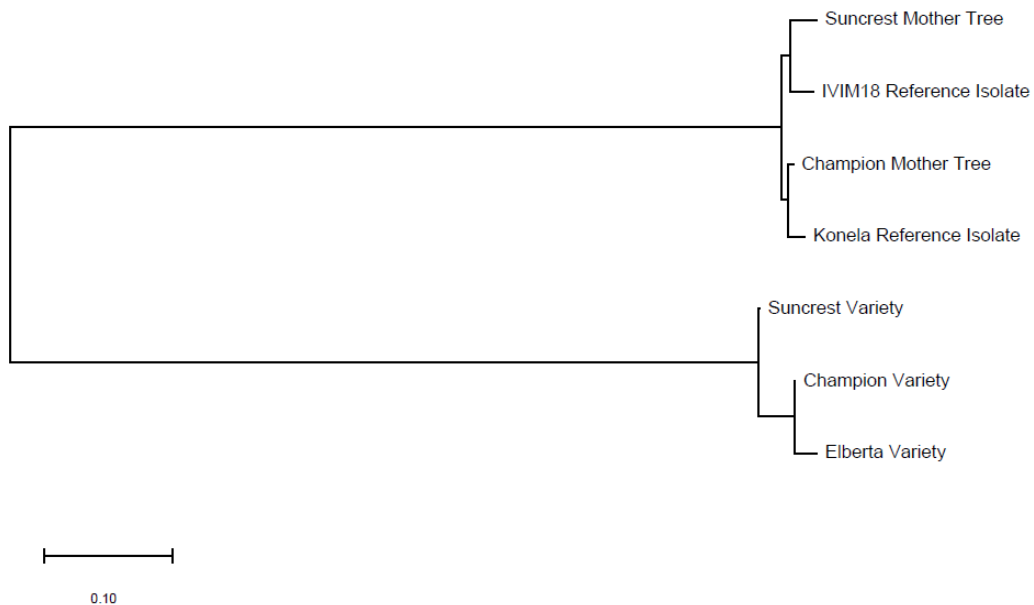 Suncrest Mother Tree
IVIM18 Reference Isolate
Champion Mother Tree
Konela Reference Isolate
Suncrest Variety
Champion Variety
Elberta Variety
0.10